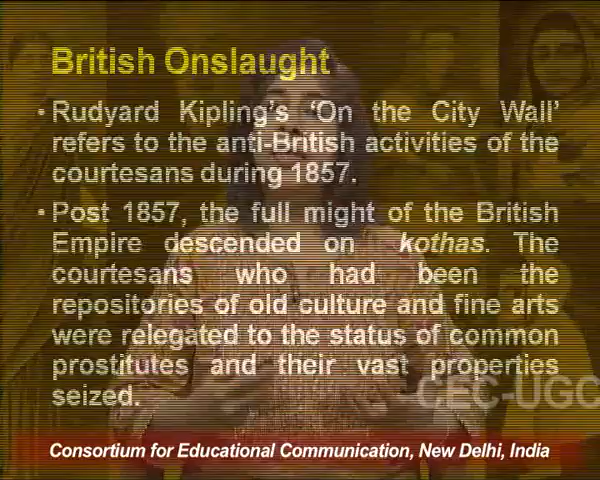 British Onslaught
• Rudyard Kipling's 'On the City Wall'
refers to the anti-British activities of the
courtesans during 1857.
• Post 1857, the full might of the British
Empire descended on kothas. The
courtesans who had been the
repositories of old culture and fine arts
were relegated to the status of common
prostitutes and their vast properties
seized.
CEC-UGC
Consortium for Educational Communication, New Delhi, India